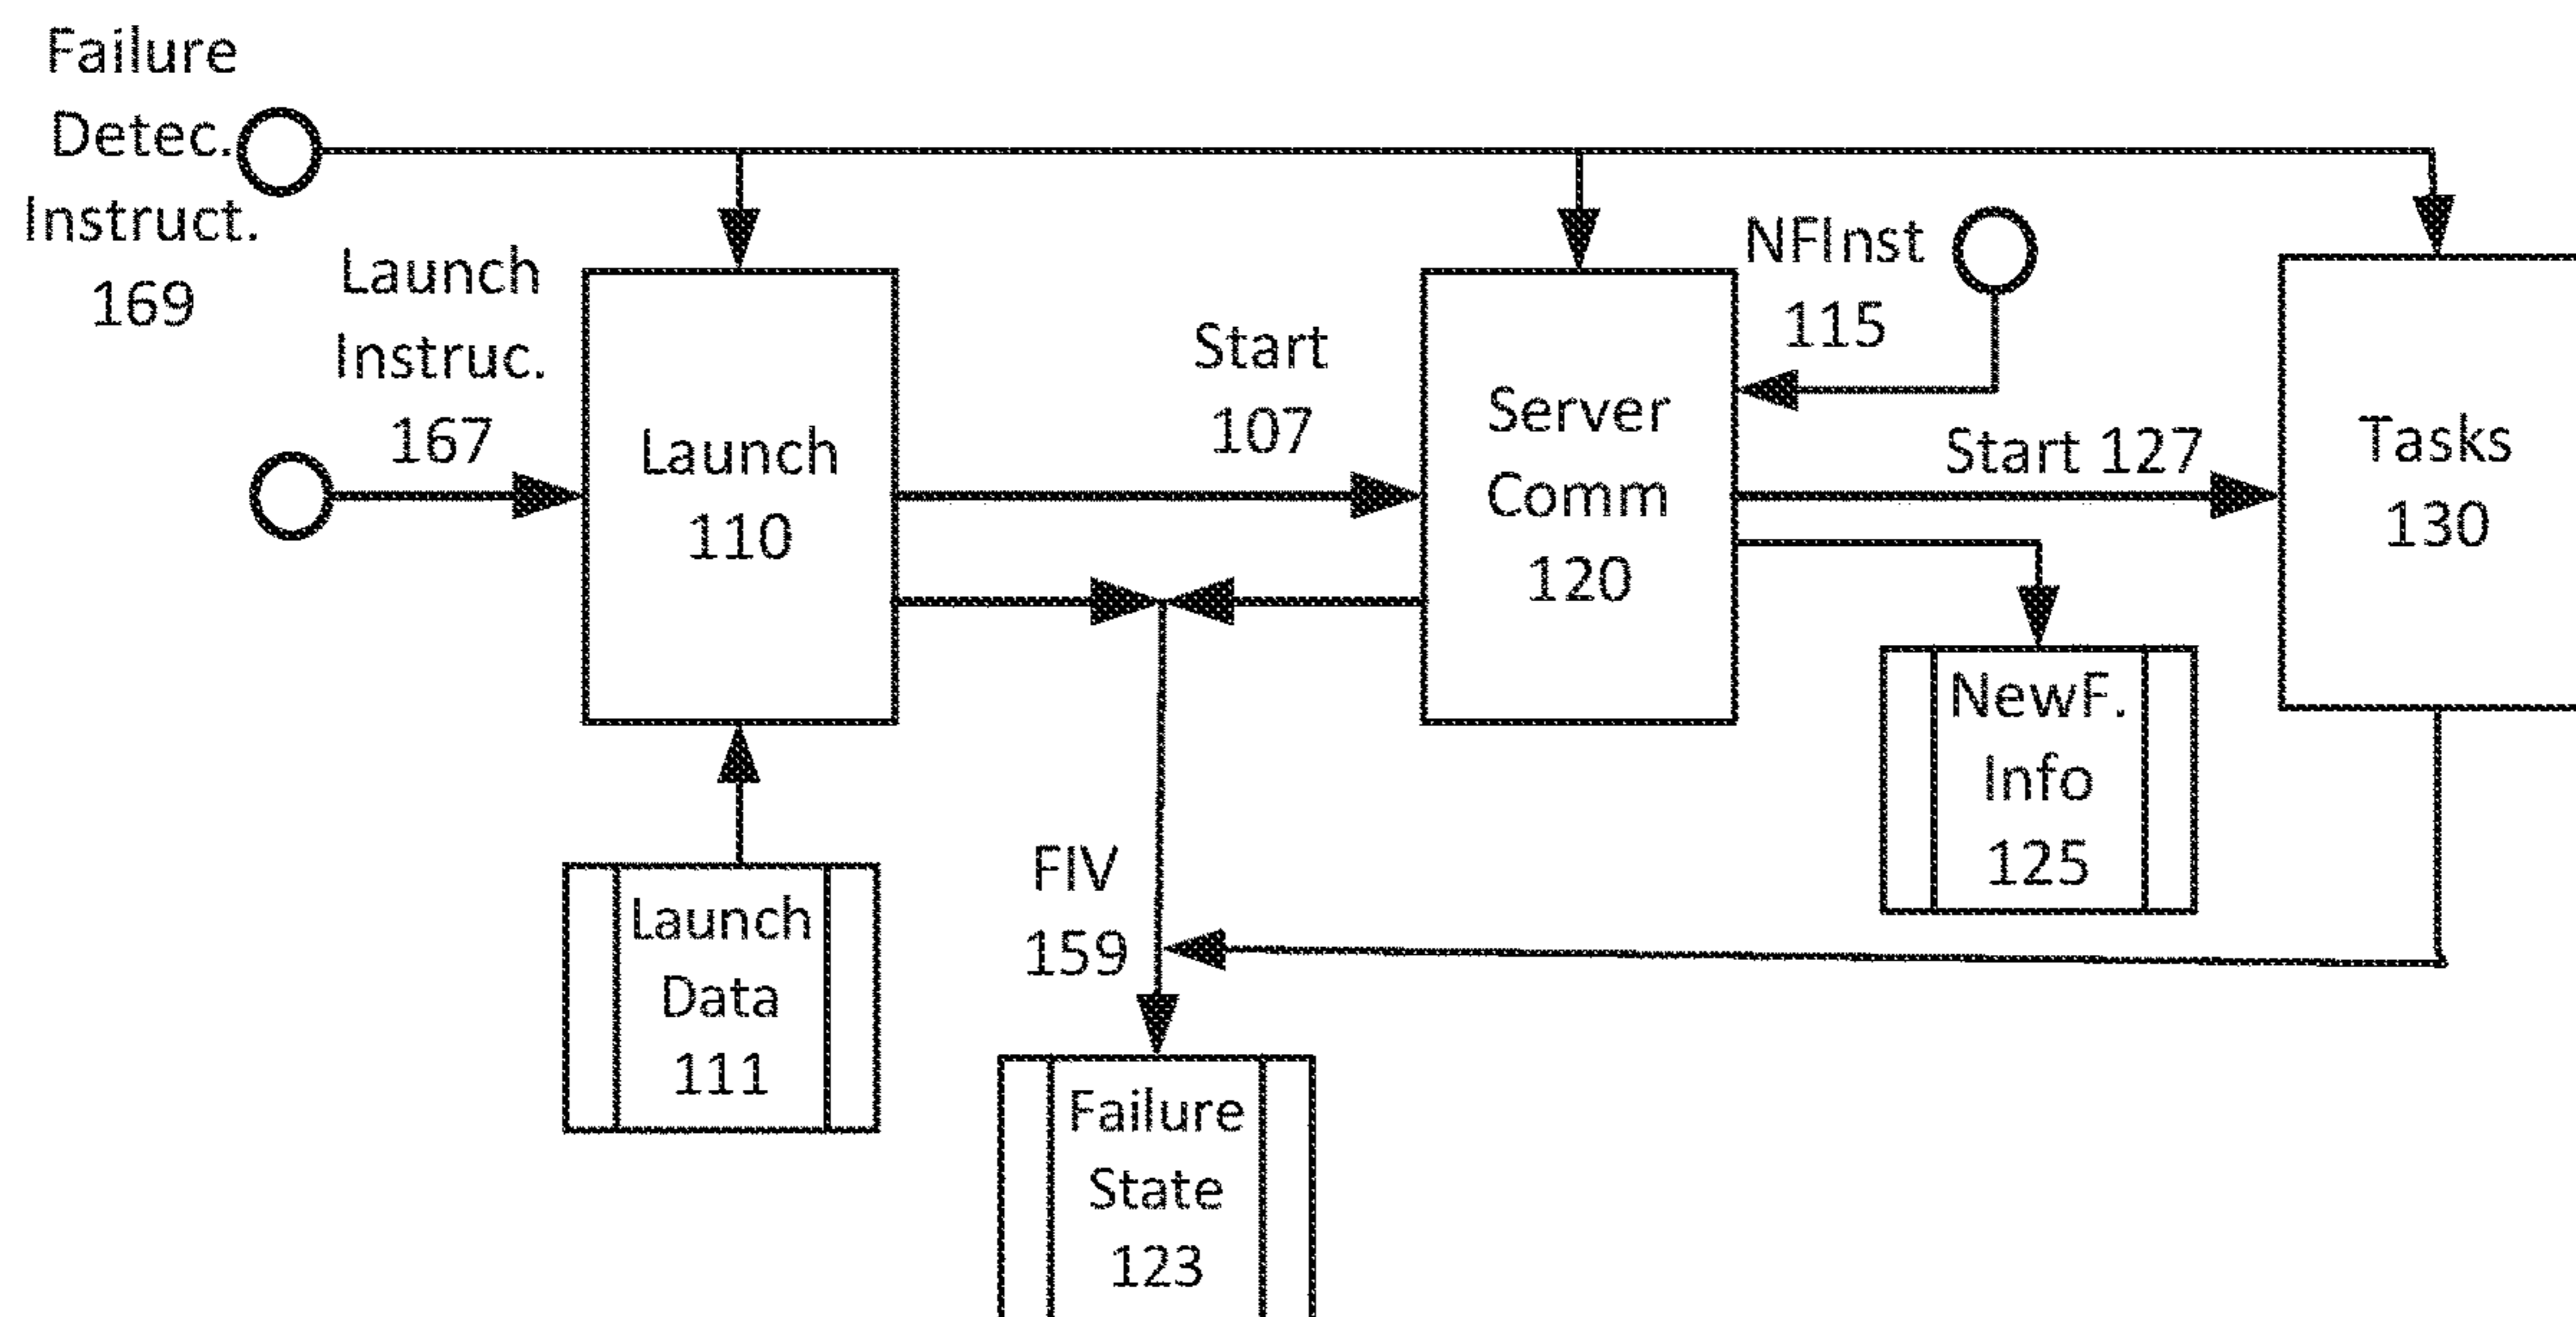 Failure
Detec.
Instruct.
169
Launch
Instruc.
167
Launch
110
Start
107
Server
Comm
120
NFInst
115
Start 127
Tasks
130
NewF.
Info
125
Launch
Data
111
FIV
159
Failure
State
123